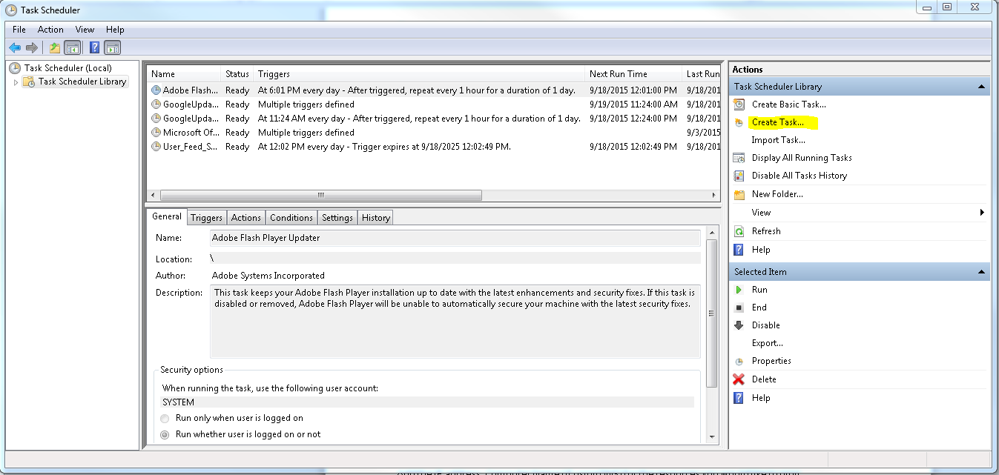 Task Scheduler
File Action View Help
Task Scheduler (Local)
Task Scheduler Library
Name Status Triggers Next Run Time Last Run
Adobe Flash... Ready At 6:01 PM every day - After triggered, repeat every 1 hour for a duration of 1 day. 9/18/2015 12:01:00 PM 9/18/201
GoogleUpda... Ready Multiple triggers defined 9/19/2015 11:24:00 AM 9/18/201
GoogleUpda... Ready At 11:24 AM every day - After triggered, repeat every 1 hour for a duration of 1 day. 9/18/2015 12:24:00 PM 9/18/201
Microsoft Of... Ready Multiple triggers defined 9/3/2015
User_Feed_S... Ready At 12:02 PM every day - Trigger expires at 9/18/2025 12:02:49 PM. 9/18/2015 12:02:49 PM 9/18/201
General Triggers Actions Conditions Settings History
Name: Adobe Flash Player Updater
Location: \
Author: Adobe Systems Incorporated
Description: This task keeps your Adobe Flash Player installation up to date with the latest enhancements and security fixes. If this task is
disabled or removed, Adobe Flash Player will be unable to automatically secure your machine with the latest security fixes.
Security options
When running the task, use the following user account:
SYSTEM
Run only when user is logged on
Run whether user is logged on or not
Actions
Task Scheduler Library
Create Basic Task...
Create Task...
Import Task...
Display All Running Tasks
Disable All Tasks History
New Folder...
View
Refresh
Help
Selected Item
Run
End
Disable
Export...
Properties
Delete
Help